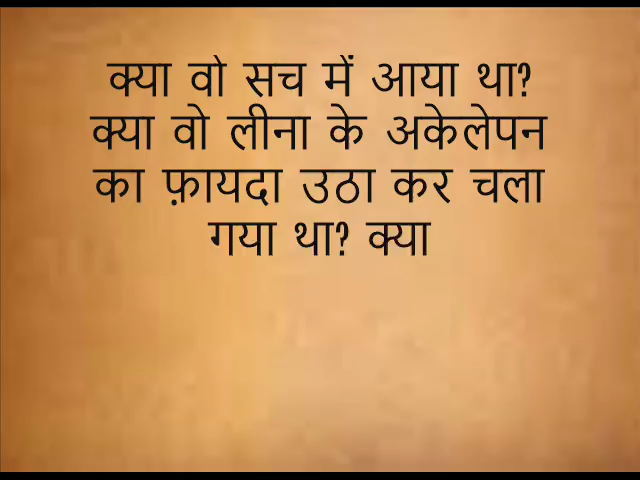 क्या वो सच में आया था?
क्या वो लीना के अकेलेपन
का फ़ायदा उठा कर चला
गया था? क्या